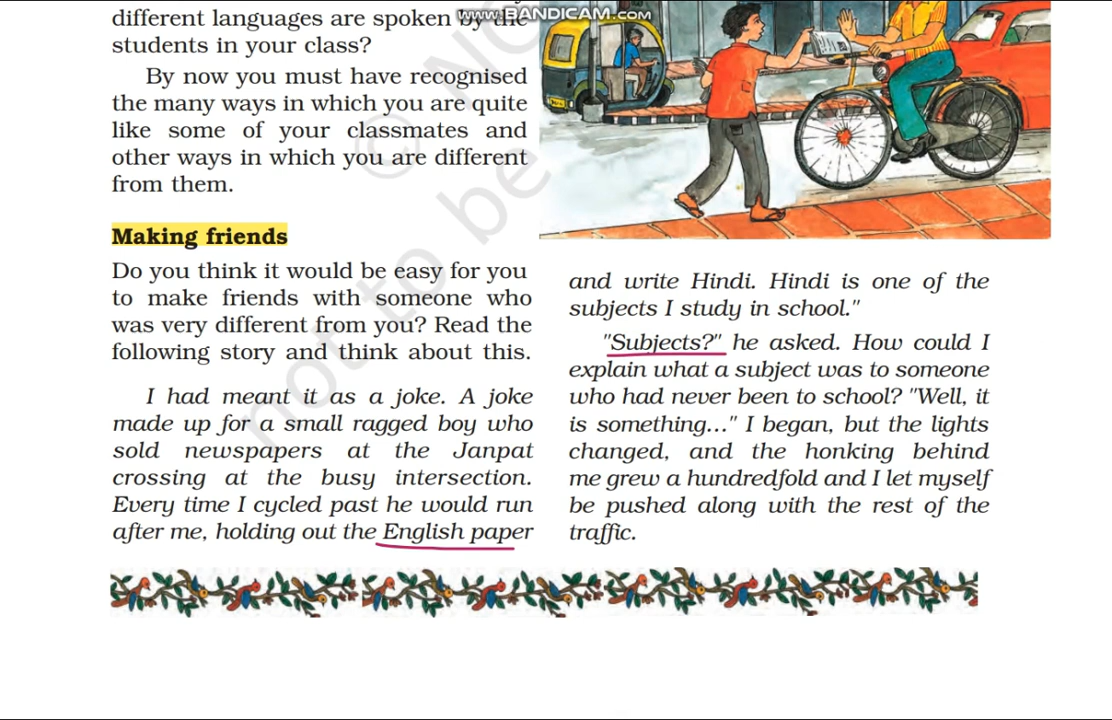 different languages are spoken by the
students in your class?
By now you must have recognised
the many ways in which you are quite
like some of your classmates and
other ways in which you are different
from them.
Making friends
Do you think it would be easy for you
to make friends with someone who
was very different from you? Read the
following story and think about this.
I had meant it as a joke. A joke
made up for a small ragged boy who
sold newspapers at the Janpat
crossing at the busy intersection.
Every time I cycled past he would run
after me, holding out the English paper
and write Hindi. Hindi is one of the
subjects I study in school."
"Subjects?" he asked. How could I
explain what a subject was to someone
who had never been to school? "Well, it
is something..." I began, but the lights
changed, and the honking behind
me grew a hundredfold and I let myself
be pushed along with the rest of the
traffic.
www.BANDICAM.com
© N
not to be